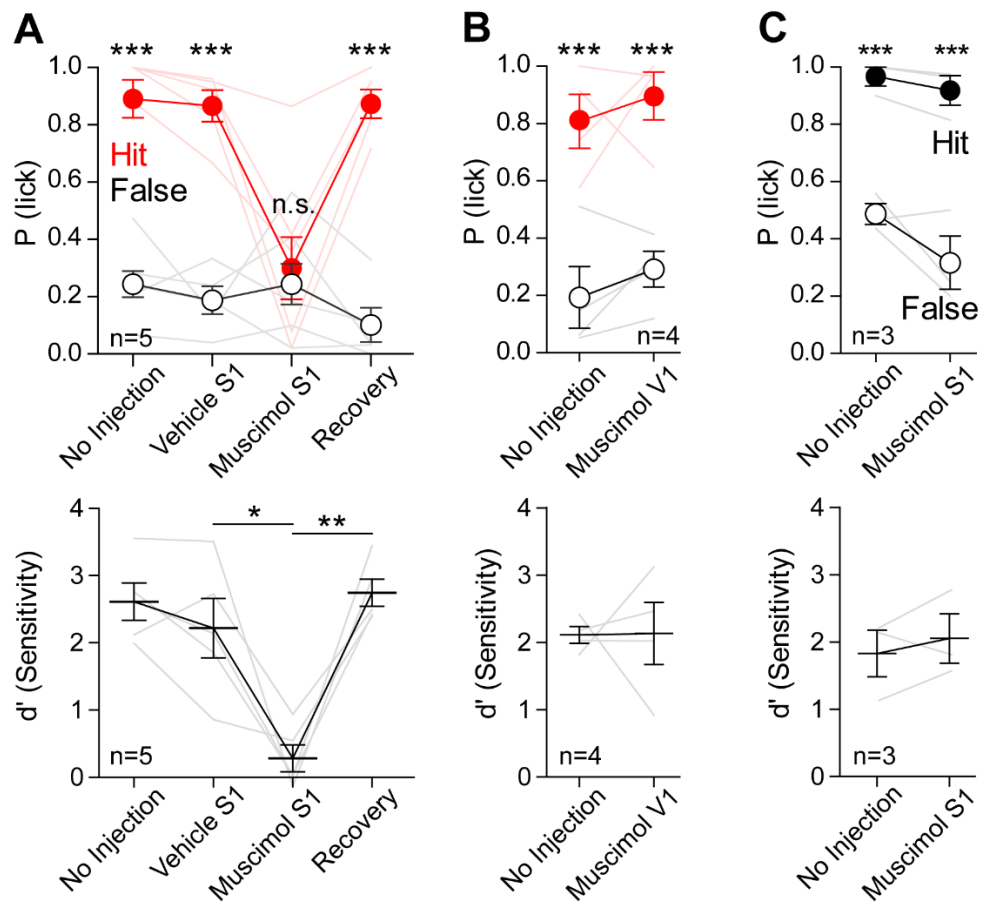 A
*** *** ***
1.0
0.8
0.6
0.4
0.2
0.0
P (lick)
Hit
False
n.s.
n=5
No Injection
Vehicle S1
Muscimol S1
Recovery
B
*** ***
1.0
0.8
0.6
0.4
0.2
0.0
P (lick)
n=4
No Injection
Muscimol V1
C
*** ***
1.0
0.8
0.6
0.4
0.2
0.0
P (lick)
Hit
False
n=3
No Injection
Muscimol S1
4
3
2
1
0
d' (Sensitivity)
* **
n=5
No Injection
Vehicle S1
Muscimol S1
Recovery
4
3
2
1
0
d' (Sensitivity)
n=4
No Injection
Muscimol V1
4
3
2
1
0
d' (Sensitivity)
n=3
No Injection
Muscimol S1